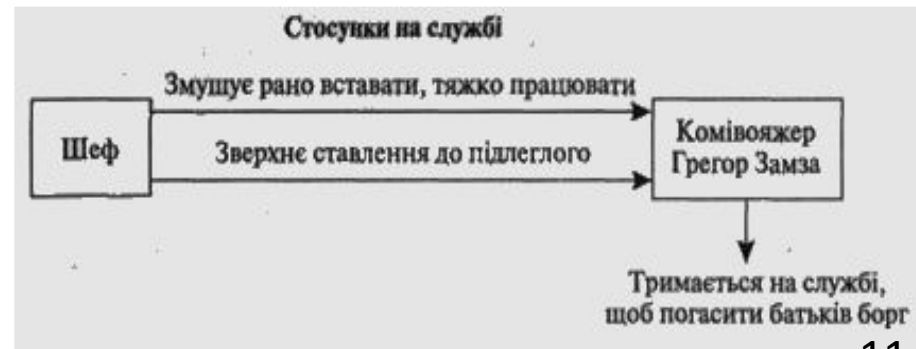 Стосунки на службі
Змушує рано вставати, тяжко працювати
Шеф
Зверхнє ставлення до підлеглого
Комівояжер
Грегор Замза
Тримається на службі,
щоб погасити батьків борг
11